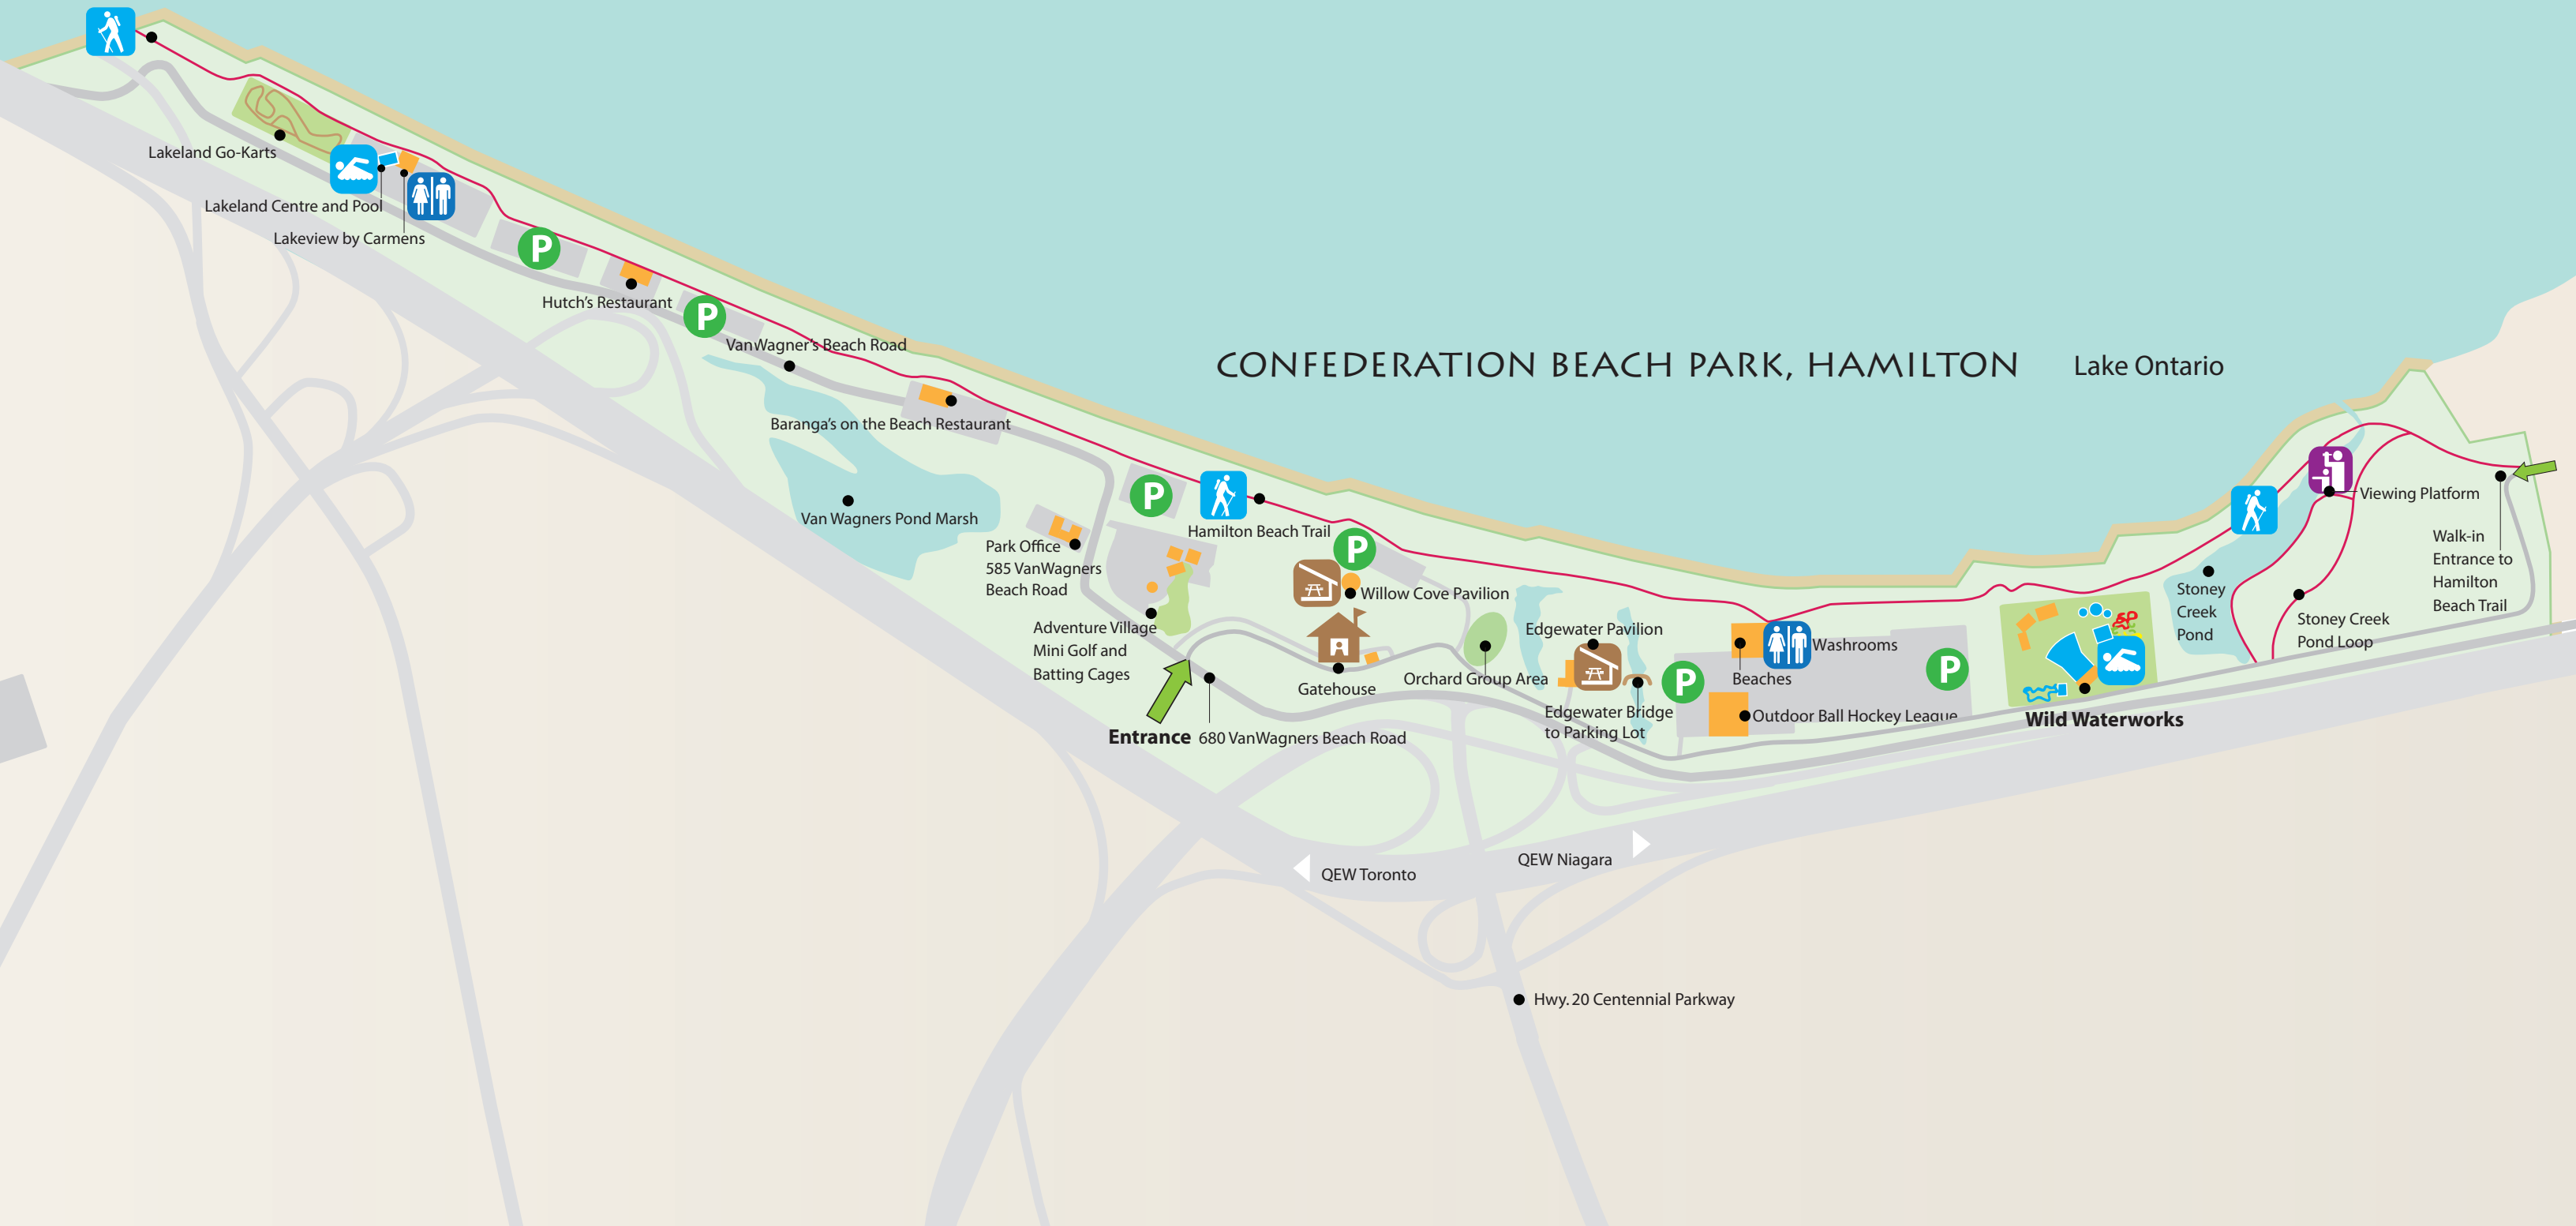 Lakeland Go-Karts
Lakeland Centre and Pool
Lakeview by Carmens
P
Hutch's Restaurant
P
VanWagner's Beach Road
CONFEDERATION BEACH PARK, HAMILTON
Lake Ontario
Baranga's on the Beach Restaurant
Van Wagners Pond Marsh
P
Hamilton Beach Trail
Park Office
585 VanWagners
Beach Road
P
Willow Cove Pavilion
Adventure Village
Mini Golf and
Batting Cages
Gatehouse
Entrance
680 VanWagners Beach Road
Orchard Group Area
Edgewater Pavilion
Edgewater Bridge
to Parking Lot
P
Washrooms
Beaches
Outdoor Ball Hockey League
P
Wild Waterworks
Stoney
Creek
Pond
Viewing Platform
Stoney Creek
Pond Loop
Walk-in
Entrance to
Hamilton
Beach Trail
QEW Toronto
QEW Niagara
Hwy. 20 Centennial Parkway